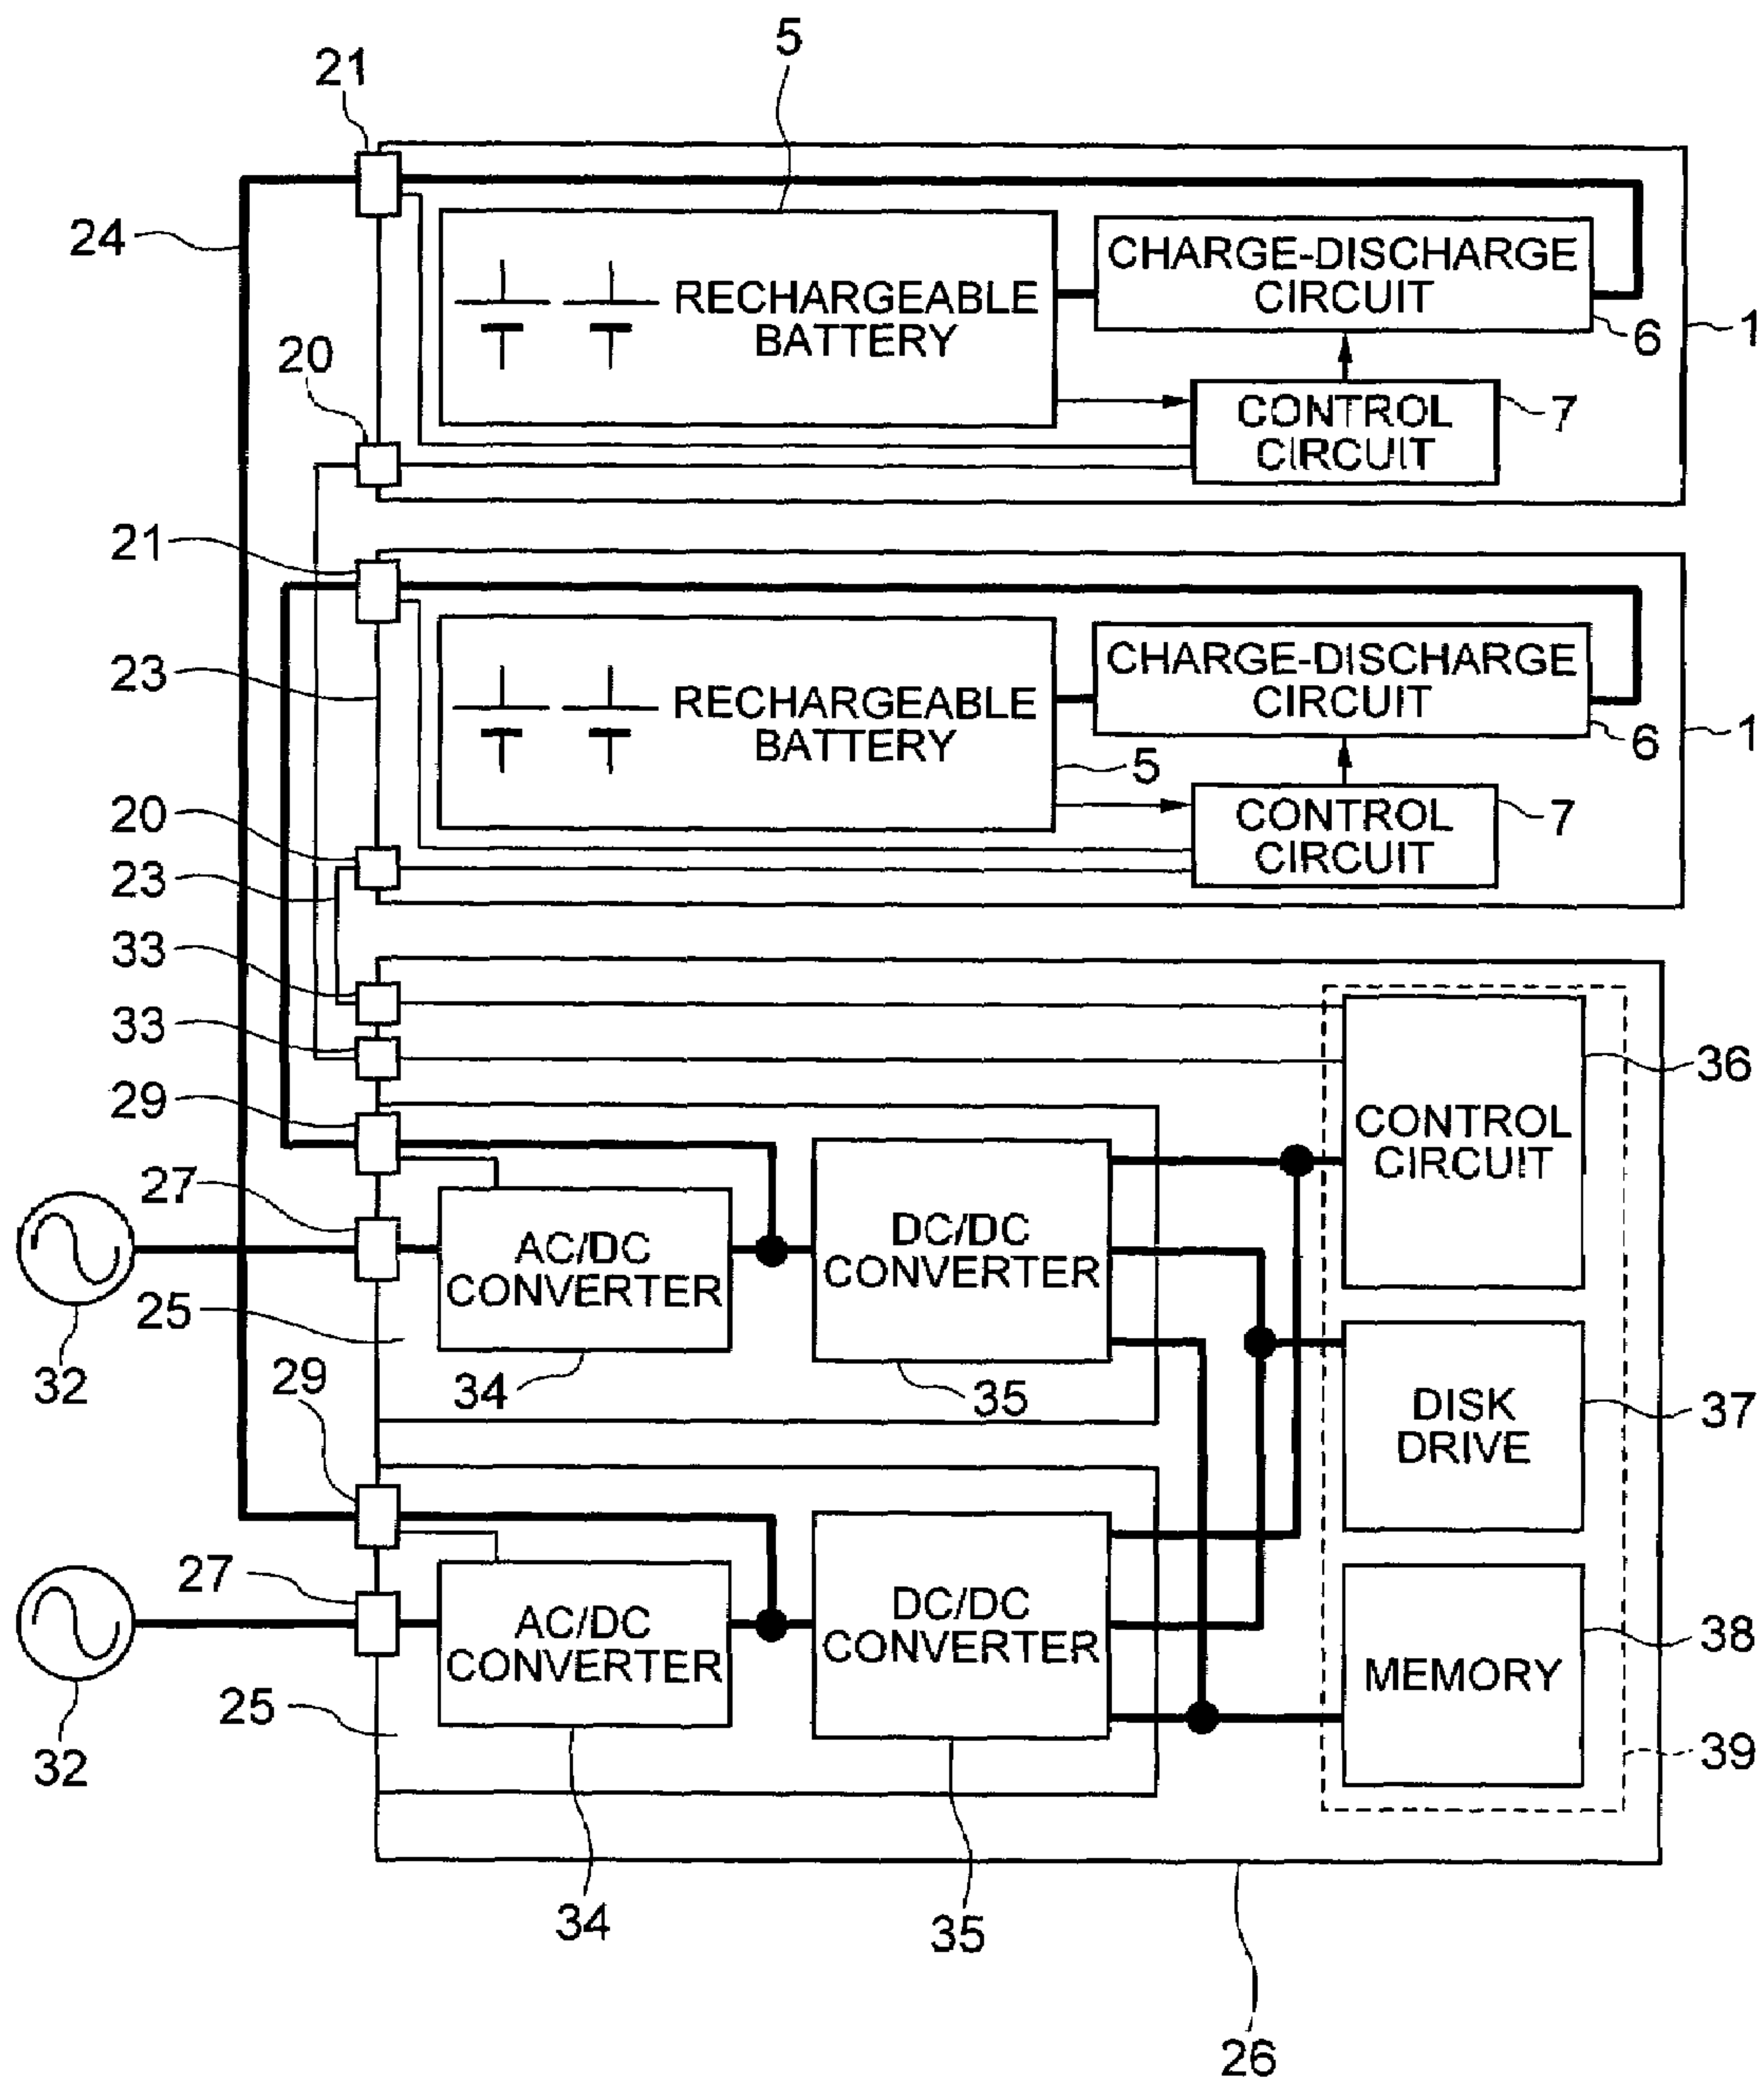 5
21
24
CHARGE-DISCHARGE
CIRCUIT
RECHARGEABLE
BATTERY
6
1
20
CONTROL
CIRCUIT
7
21
23
CHARGE-DISCHARGE
CIRCUIT
RECHARGEABLE
BATTERY
6
1
5
20
CONTROL
CIRCUIT
7
23
33
33
36
29
CONTROL
CIRCUIT
27
AC/DC
CONVERTER
DC/DC
CONVERTER
25
32
34
35
29
DISK
DRIVE
37
27
AC/DC
CONVERTER
DC/DC
CONVERTER
MEMORY
38
25
32
39
34
35
26